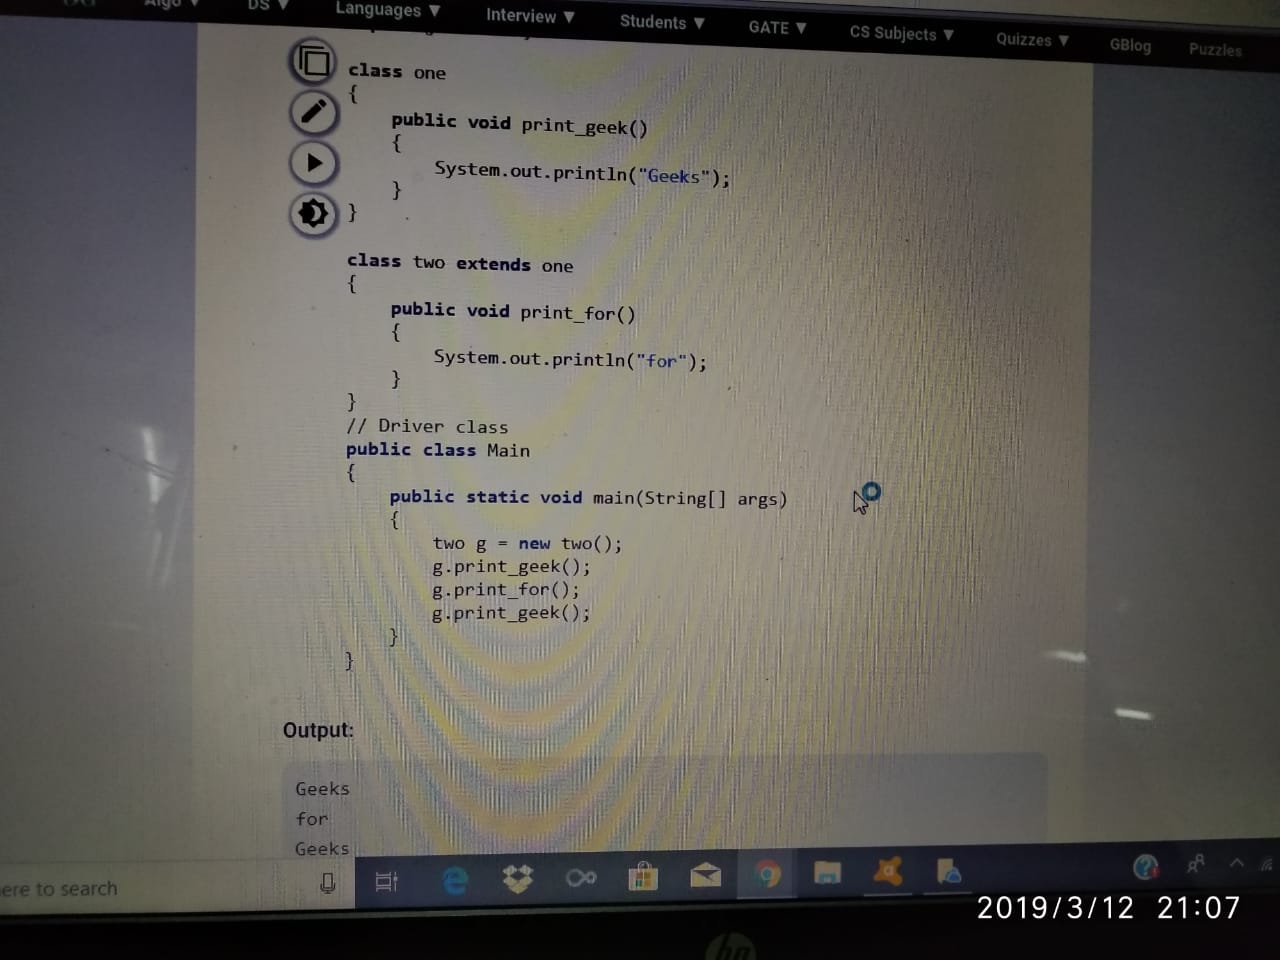 Algo ▼ DS ▼ Languages ▼ Interview ▼ Students ▼ GATE ▼ CS Subjects ▼ Quizzes ▼ GBlog Puzzles
class one
{
    public void print_geek()
    {
        System.out.println("Geeks");
    }
}
class two extends one
{
    public void print_for()
    {
        System.out.println("for");
    }
}
// Driver class
public class Main
{
    public static void main(String[] args)
    {
        two g = new two();
        g.print_geek();
        g.print_for();
        g.print_geek();
    }
}
Output:
Geeks
for
Geeks
ere to search
2019/3/12 21:07
hp